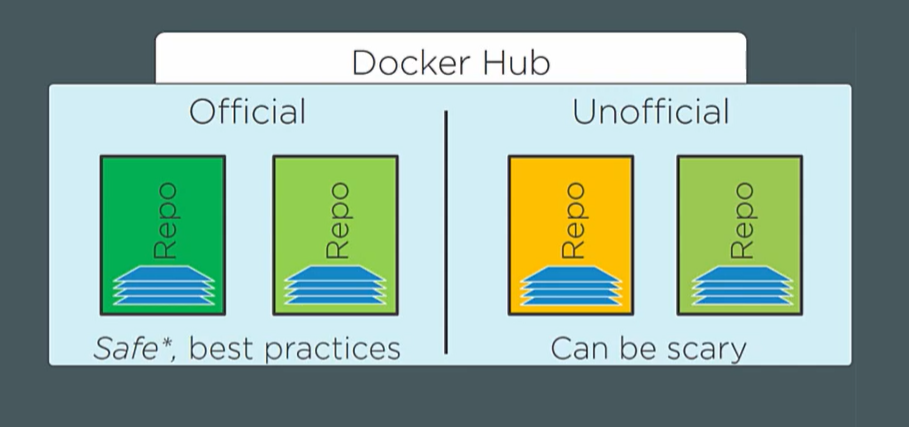 Docker Hub
Official
Unofficial
Repo
Repo
Repo
Repo
Safe*, best practices
Can be scary